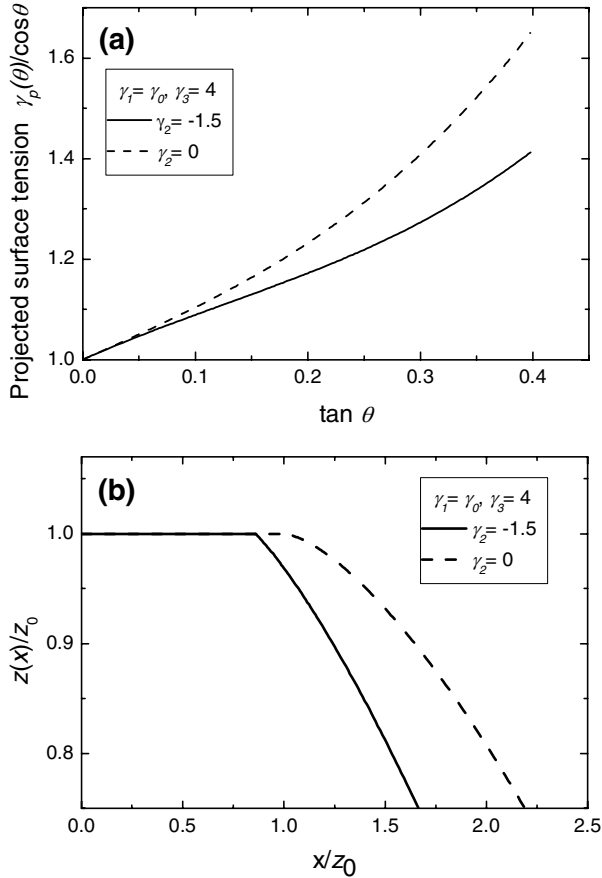 (a)
Projected surface tension γp(θ)/cosθ
1.6
1.4
1.2
1.0
γ1= γ0, γ3= 4
γ2= -1.5
γ2= 0
0.0 0.1 0.2 0.3 0.4
tan θ
(b)
z(x)/z0
1.0
0.9
0.8
γ1= γ0, γ3= 4
γ2= -1.5
γ2= 0
0.0 0.5 1.0 1.5 2.0 2.5
x/z0